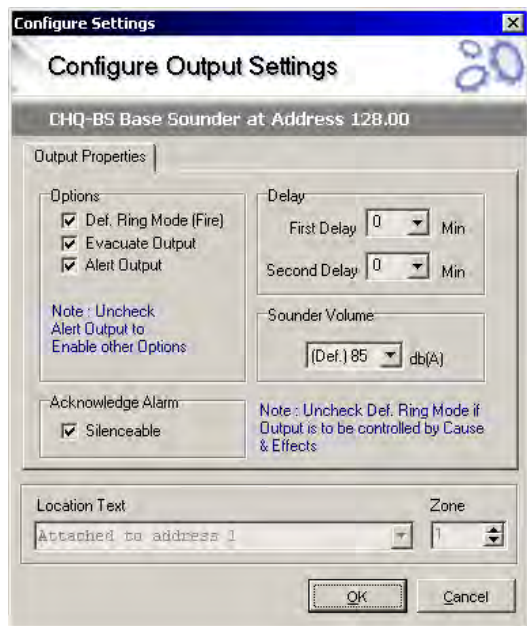 Configure Settings
Configure Output Settings
CHQ-BS Base Sounder at Address 128.00
Output Properties
Options
Def. Ring Mode (Fire)
Evacuate Output
Alert Output
Note : Uncheck
Alert Output to
Enable other Options
Delay
First Delay 0 Min
Second Delay 0 Min
Sounder Volume
(Def.) 85 db(A)
Acknowledge Alarm
Silenceable
Note : Uncheck Def. Ring Mode if
Output is to be controlled by Cause
& Effects
Location Text
Zone
Attached to address 1
1
OK
Cancel